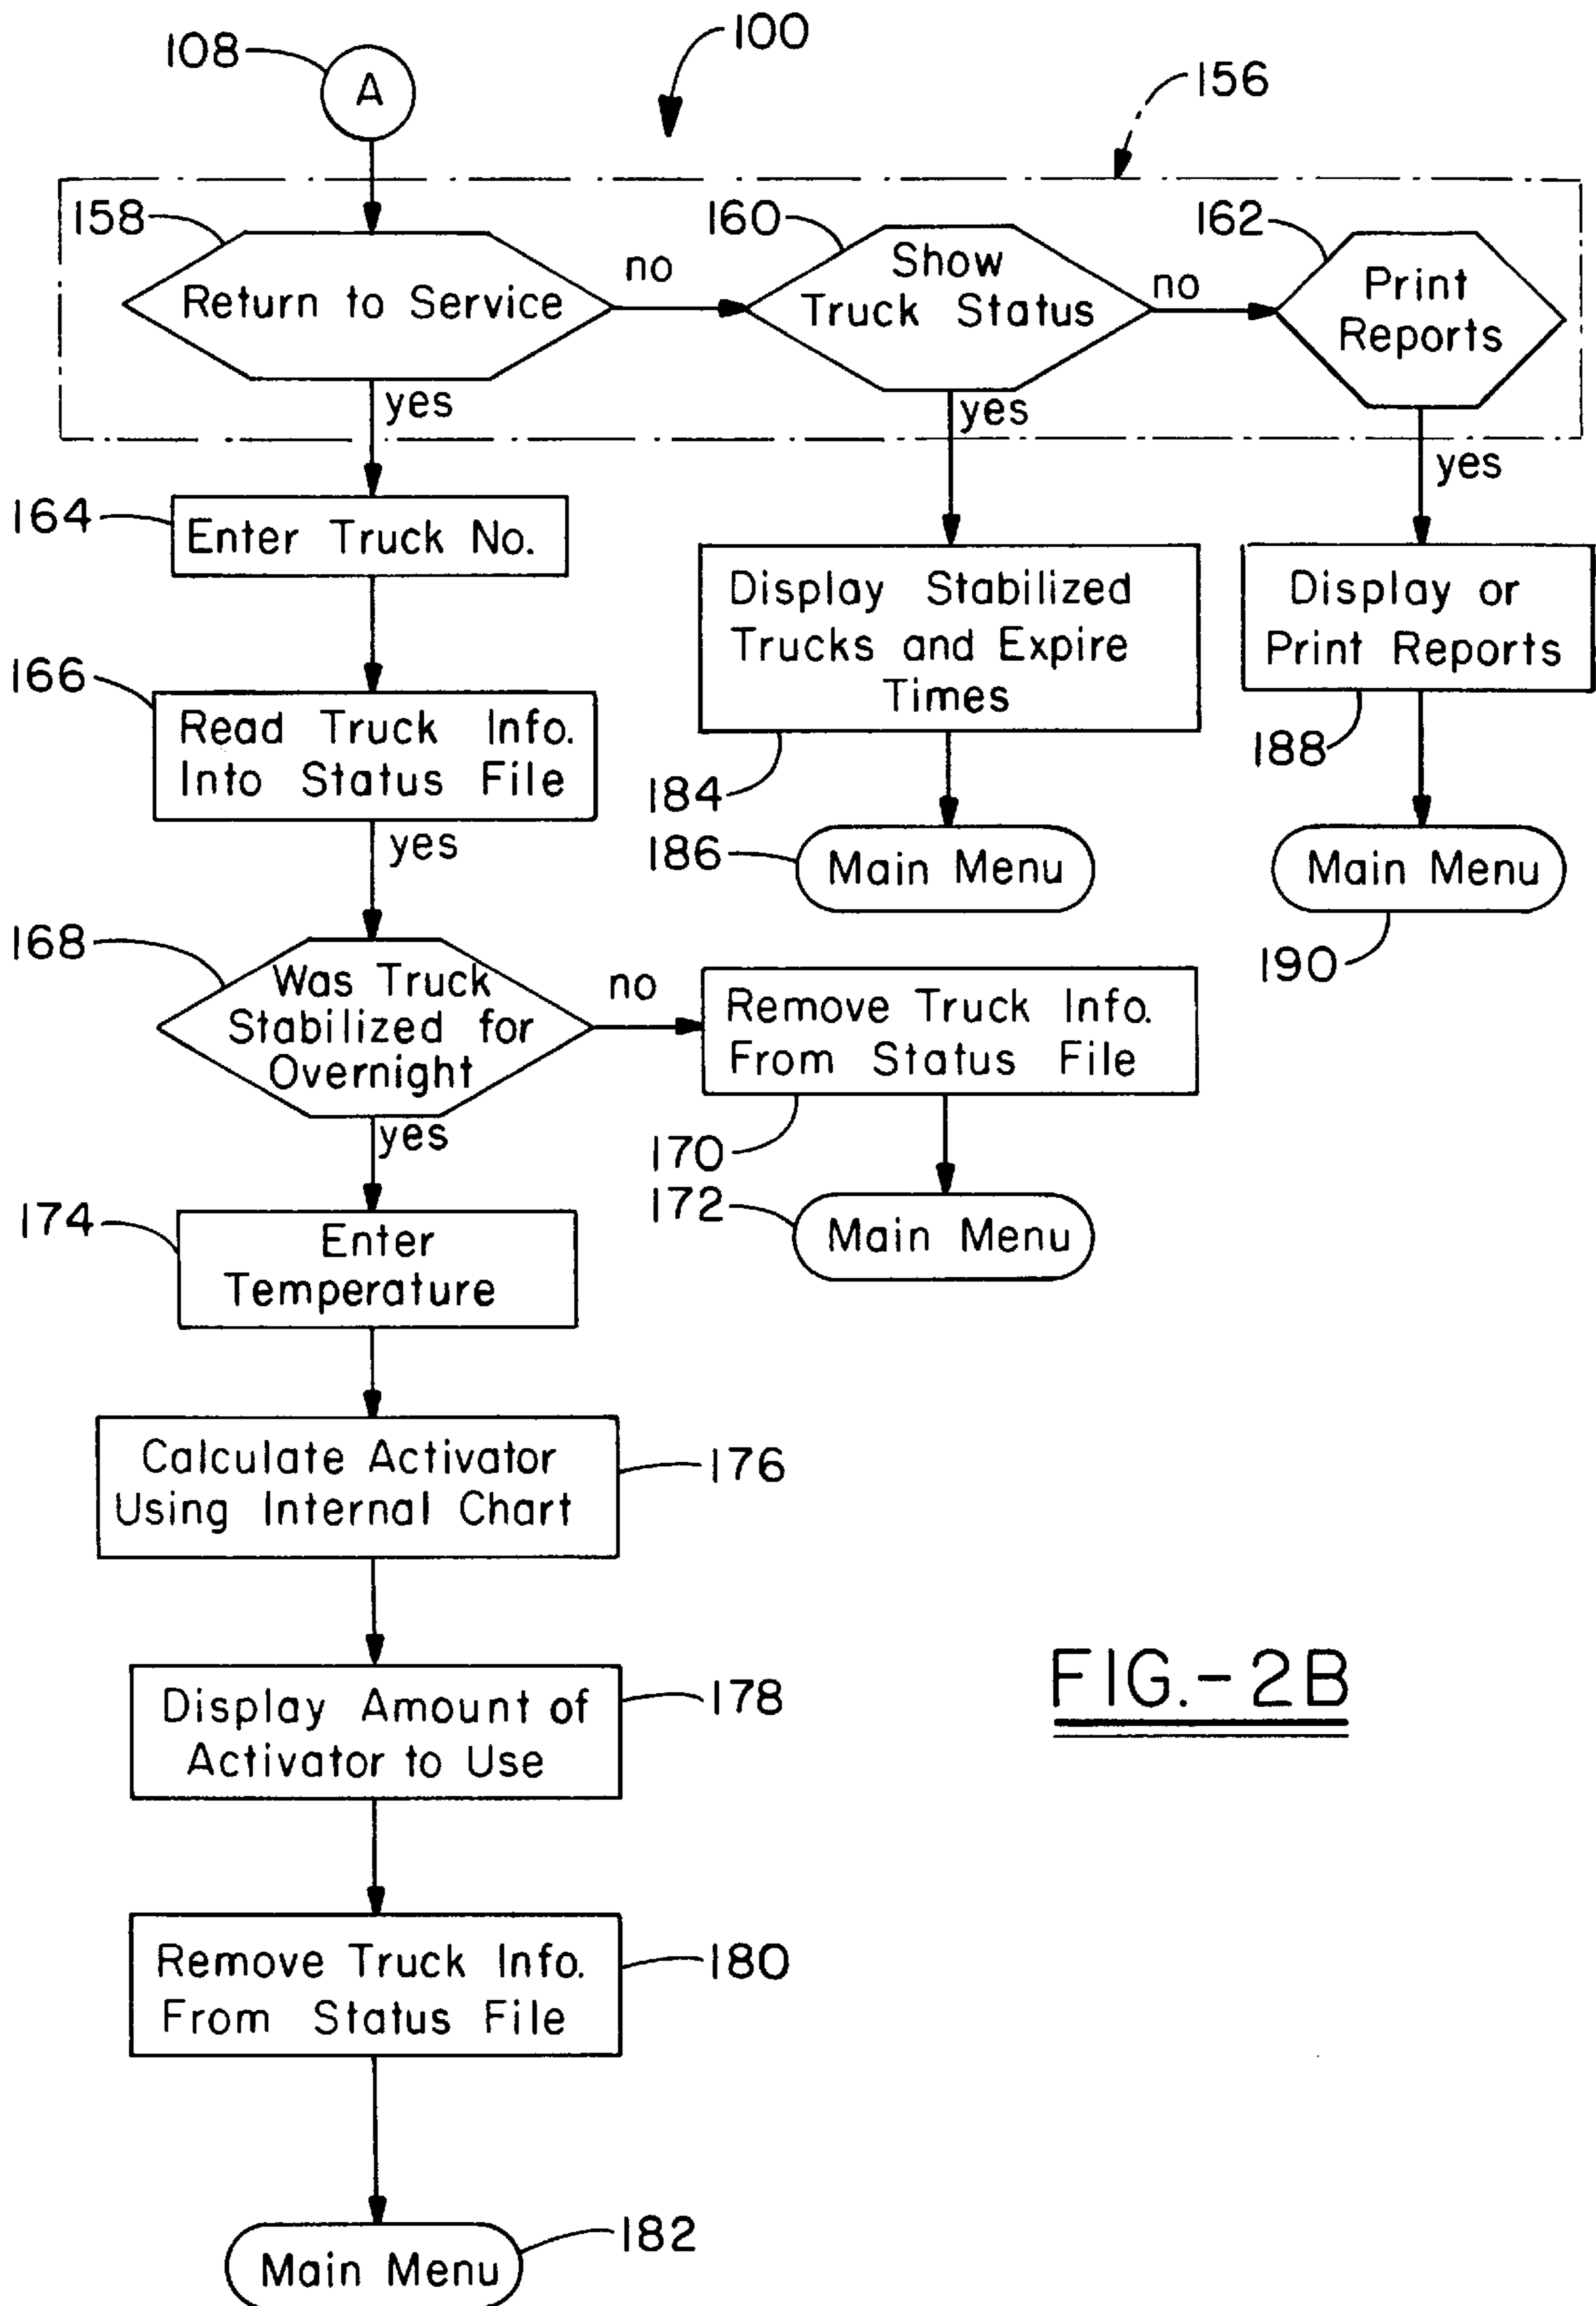 108
A
100
156
158
Return to Service
no
160
Show
Truck Status
no
162
Print
Reports
yes
yes
yes
164
Enter Truck No.
166
Read Truck Info.
Into Status File
yes
Display Stabilized
Trucks and Expire
Times
184
186
Main Menu
Display or
Print Reports
188
Main Menu
190
168
Was Truck
Stabilized for
Overnight
no
Remove Truck Info.
From Status File
170
172
Main Menu
yes
174
Enter
Temperature
Calculate Activator
Using Internal Chart
176
Display Amount of
Activator to Use
178
Remove Truck Info.
From Status File
180
Main Menu
182
FIG.-2B